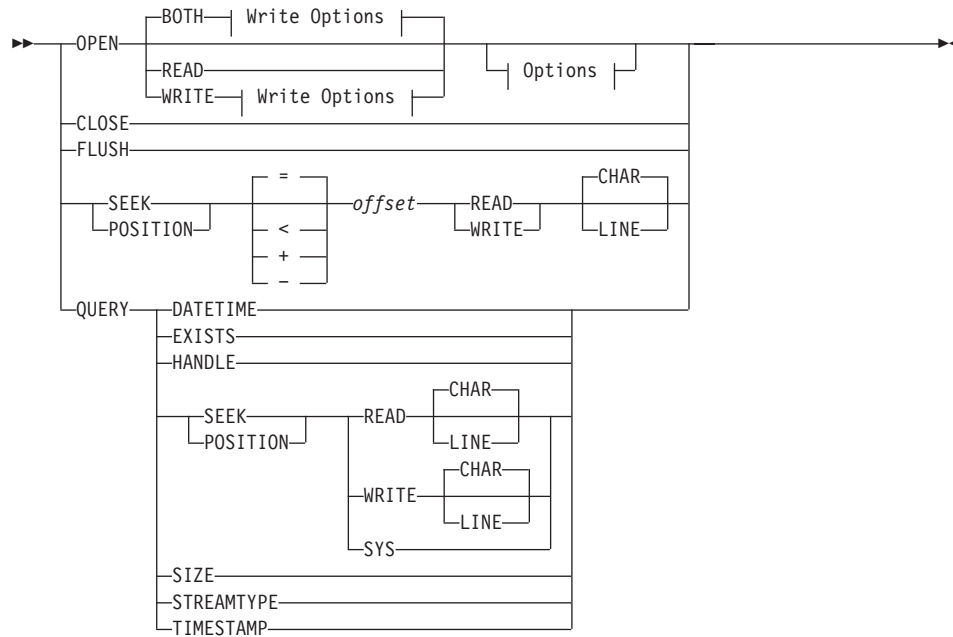 BOTH Write Options
OPEN
READ Options
WRITE Write Options
CLOSE
FLUSH
= CHAR
SEEK offset READ
POSITION < WRITE LINE
+
–
QUERY DATETIME
EXISTS
HANDLE
CHAR
SEEK READ
POSITION LINE
CHAR
WRITE
LINE
SYS
SIZE
STREAMTYPE
TIMESTAMP